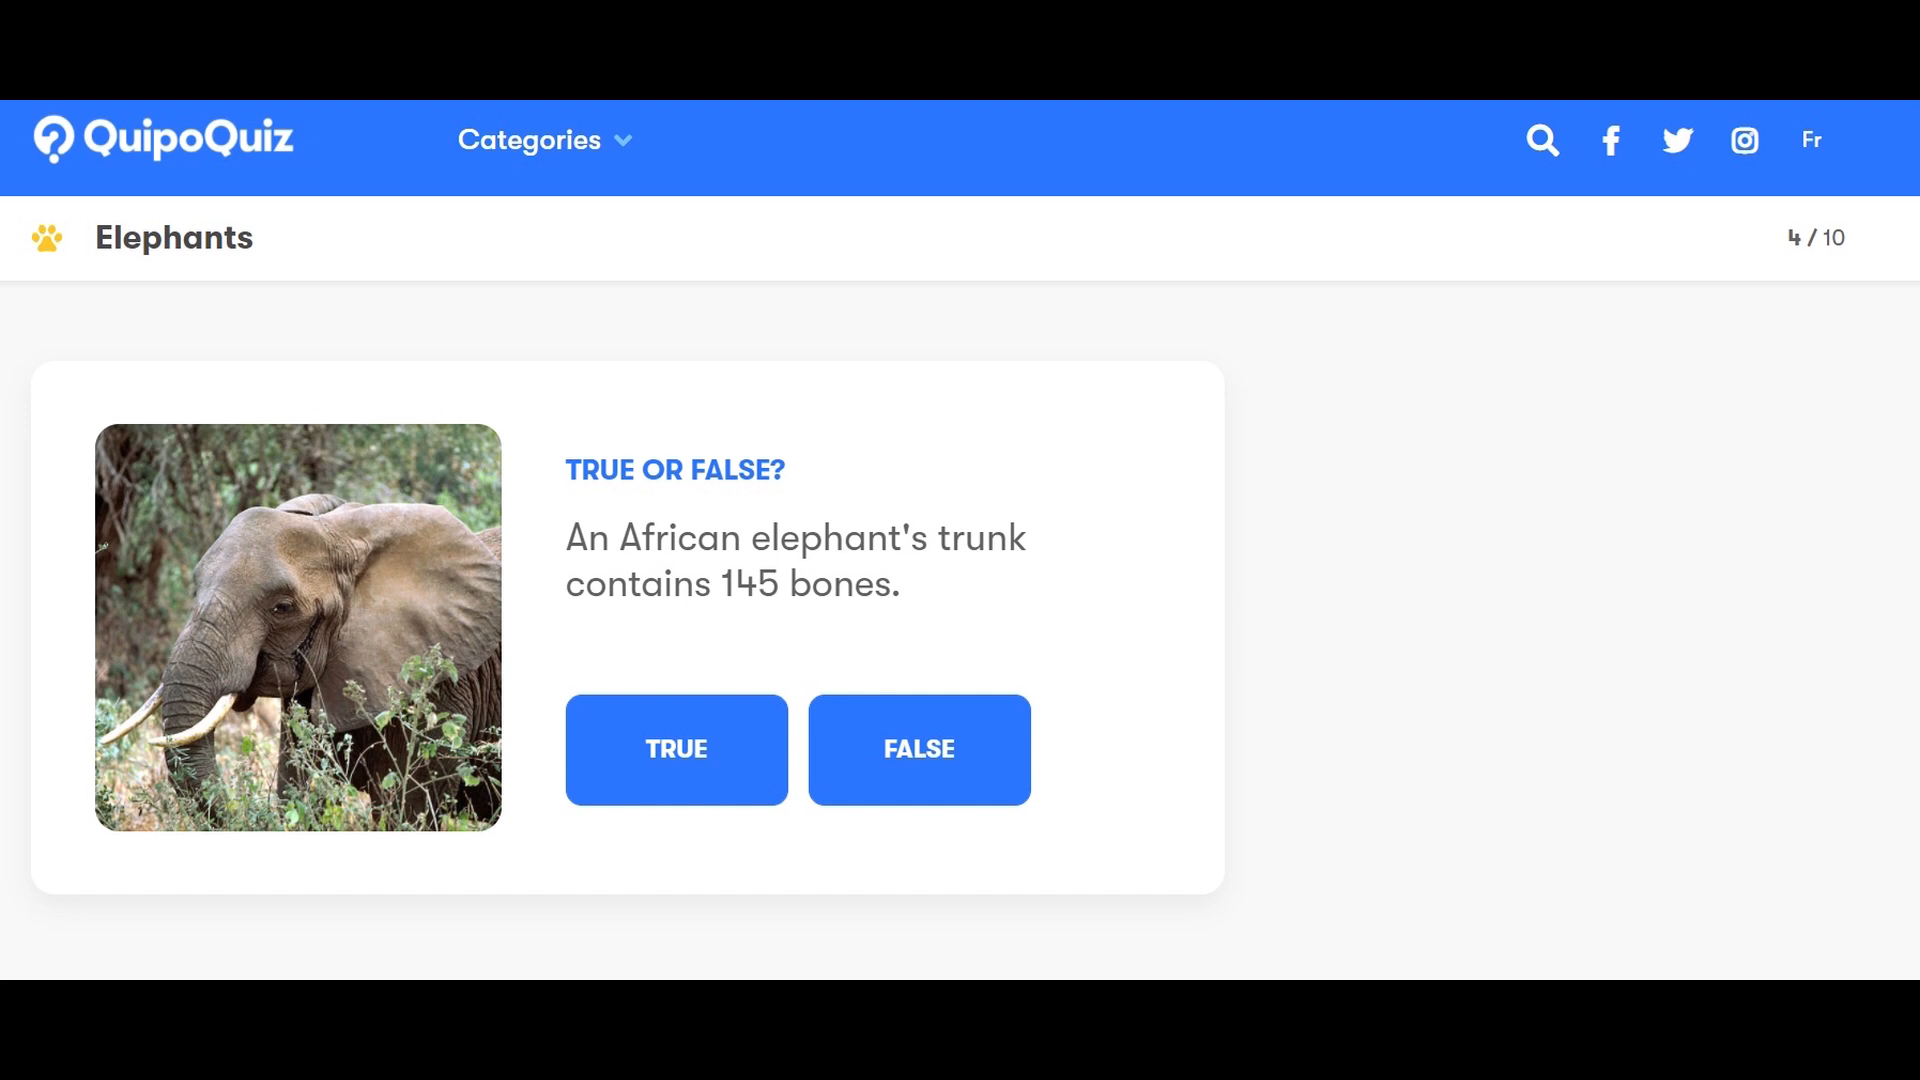 QuipoQuiz
Categories
Fr
Elephants
4 / 10
TRUE OR FALSE?
An African elephant's trunk
contains 145 bones.
TRUE
FALSE